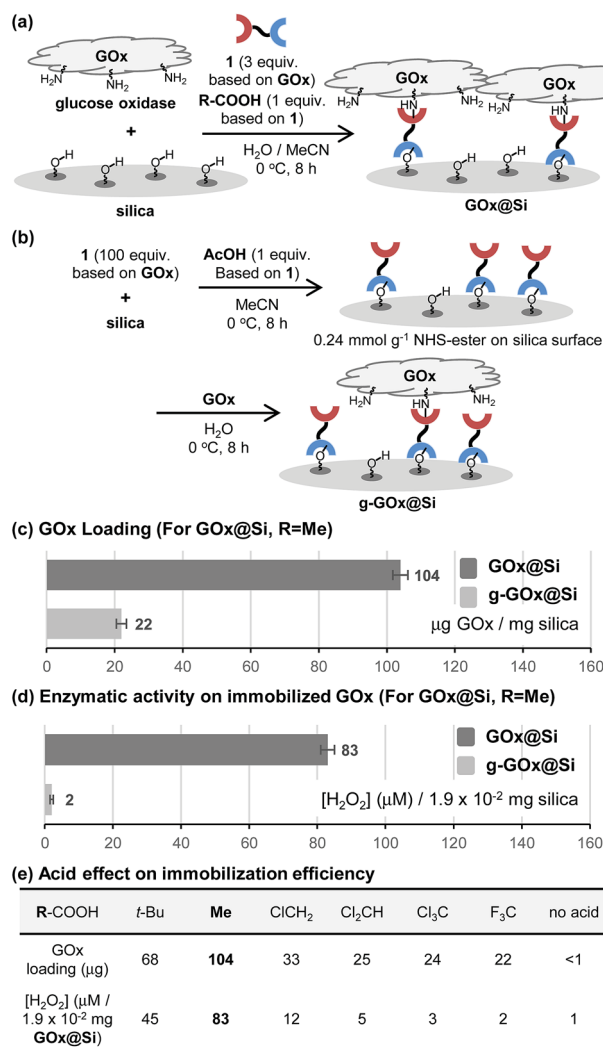 (a)
GOx
H₂N
NH₂
NH₂
glucose oxidase
+
O H O H O H O H
silica
1 (3 equiv.
based on GOx)
R-COOH (1 equiv.
based on 1)
H₂O / MeCN
0 °C, 8 h
GOx
GOx
H₂N
HN
NH₂
H₂N
HN
NH₂
O O H O H O
GOx@Si
(b)
1 (100 equiv.
based on GOx)
+
silica
AcOH (1 equiv.
Based on 1)
MeCN
0 °C, 8 h
O O H O O
0.24 mmol g⁻¹ NHS-ester on silica surface
GOx
H₂O
0 °C, 8 h
GOx
H₂N
HN
NH₂
O O H O O
g-GOx@Si
(c) GOx Loading (For GOx@Si, R=Me)
104
GOx@Si
22
g-GOx@Si
μg GOx / mg silica
0 20 40 60 80 100 120 140 160
(d) Enzymatic activity on immobilized GOx (For GOx@Si, R=Me)
83
GOx@Si
2
g-GOx@Si
[H₂O₂] (μM) / 1.9 x 10⁻² mg silica
0 20 40 60 80 100 120 140 160
(e) Acid effect on immobilization efficiency
R-COOH t-Bu Me ClCH₂ Cl₂CH Cl₃C F₃C no acid
GOx
loading (μg) 68 104 33 25 24 22 <1
[H₂O₂] (μM /
1.9 x 10⁻² mg 45 83 12 5 3 2 1
GOx@Si)